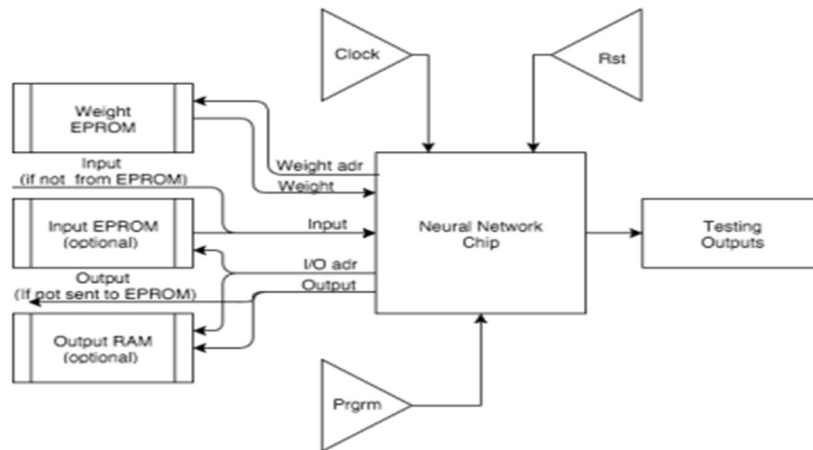 Clock
Rst
Weight
EPROM
Weight adr
Weight
Input
(if not from EPROM)
Input EPROM
(optional)
Input
I/O adr
Output
Output
(If not sent to EPROM)
Output RAM
(optional)
Neural Network
Chip
Testing
Outputs
Prgrm